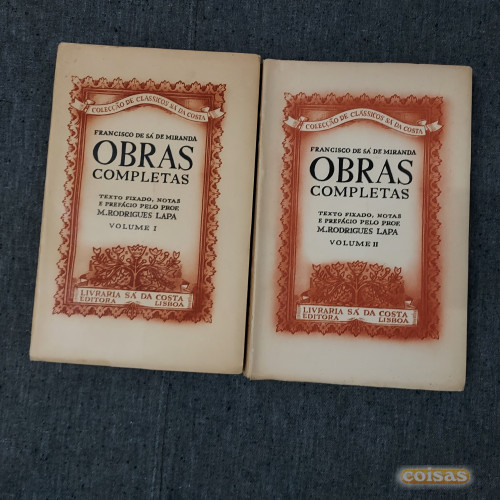 COLECÇÃO DE CLÁSSICOS SÁ DA COSTA
FRANCISCO DE SÁ DE MIRANDA
OBRAS
COMPLETAS
TEXTO FIXADO, NOTAS
E PREFÁCIO PELO PROF.
M. RODRIGUES LAPA
VOLUME I
LIVRARIA SÁ DA COSTA
EDITORA LISBOA
COLECÇÃO DE CLÁSSICOS SÁ DA COSTA
FRANCISCO DE SÁ DE MIRANDA
OBRAS
COMPLETAS
TEXTO FIXADO, NOTAS
E PREFÁCIO PELO PROF.
M. RODRIGUES LAPA
VOLUME II
LIVRARIA SÁ DA COSTA
EDITORA LISBOA
coisas